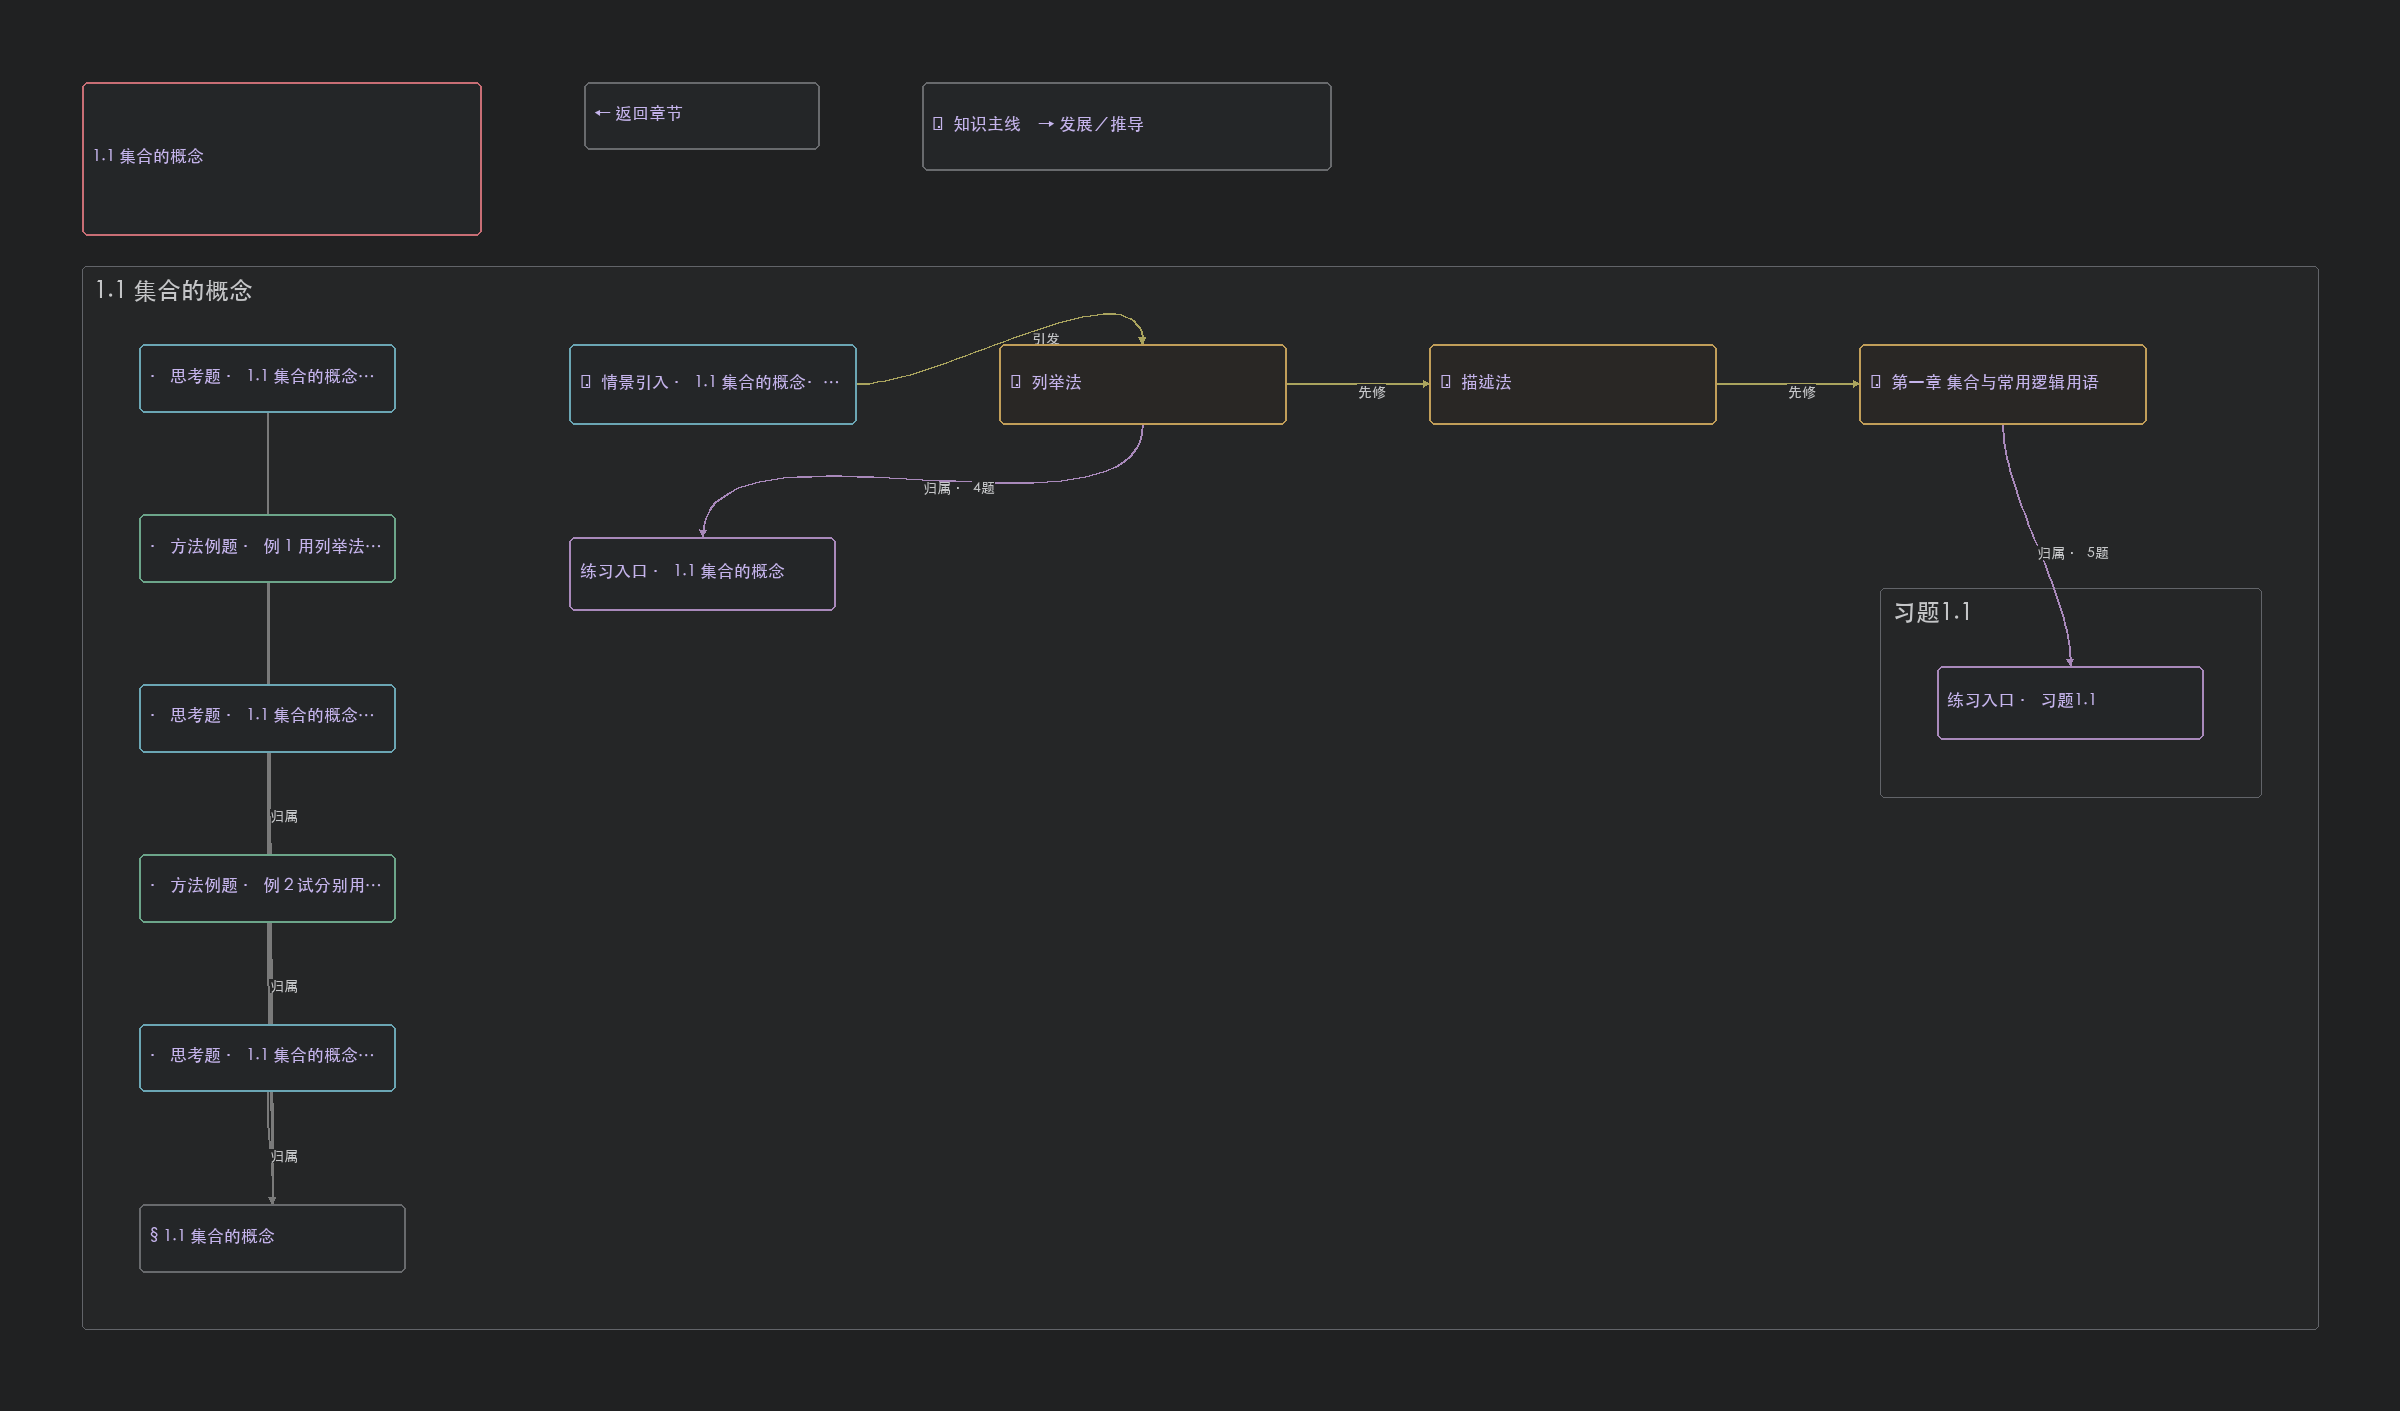 1.1 集合的概念
← 返回章节
知识主线 → 发展／推导
1.1 集合的概念
· 思考题 · 1.1 集合的概念…
情景引入 · 1.1 集合的概念 · …
引发
列举法
先修
描述法
先修
第一章 集合与常用逻辑用语
归属 · 4题
· 方法例题 · 例 1 用列举法…
练习入口 · 1.1 集合的概念
归属 · 5题
习题1.1
练习入口 · 习题1.1
· 思考题 · 1.1 集合的概念…
归属
· 方法例题 · 例 2 试分别用…
归属
· 思考题 · 1.1 集合的概念…
归属
§ 1.1 集合的概念